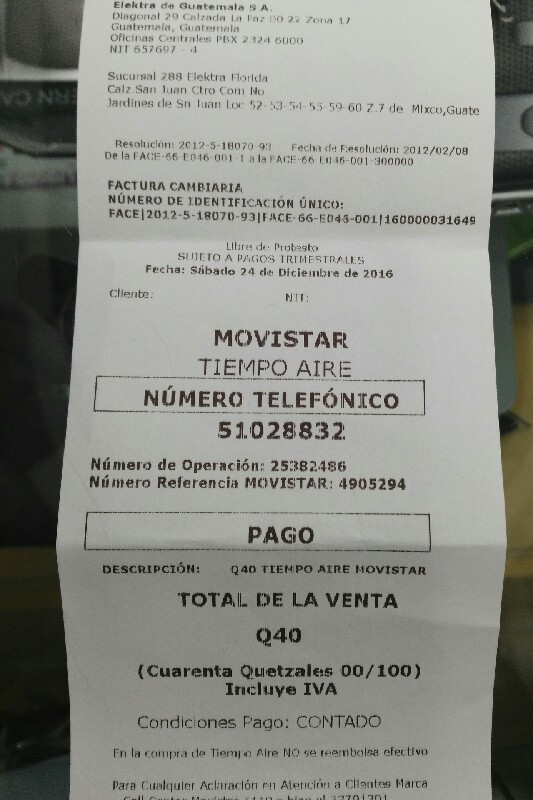 Elektra de Guatemala S A.
Diagonal 29 Calzada La Paz 00 22 Zona 17
Guatemala, Guatemala
Oficinas Centrales PBX 2324 6000
NIT 657697 - 4
Sucursal 288 Elektra Florida
Calz.San Juan Ctro Com No
Jardines de Sn Juan Loc 52-53-54-55-59-60 Z.7 de Mixco,Guate
Resolución: 2012-5-18070-93 Fecha de Resolución: 2012/02/08
De la FACE-66-E046-001-1 a la FACE-66-E046-001-300000
FACTURA CAMBIARIA
NÚMERO DE IDENTIFICACIÓN ÚNICO:
FACE|2012-5-18070-93|FACE-66-E046-001|160000031649
Libre de Protesto
SUJETO A PAGOS TRIMESTRALES
Fecha: Sábado 24 de Diciembre de 2016
Cliente: NIT:
MOVISTAR
TIEMPO AIRE
NÚMERO TELEFÓNICO
51028832
Número de Operación: 25382486
Número Referencia MOVISTAR: 4905294
PAGO
DESCRIPCIÓN: Q40 TIEMPO AIRE MOVISTAR
TOTAL DE LA VENTA
Q40
(Cuarenta Quetzales 00/100)
Incluye IVA
Condiciones Pago: CONTADO
En la compra de Tiempo Aire NO se reembolsa efectivo
Para Cualquier Aclaración en Atención a Clientes Marca